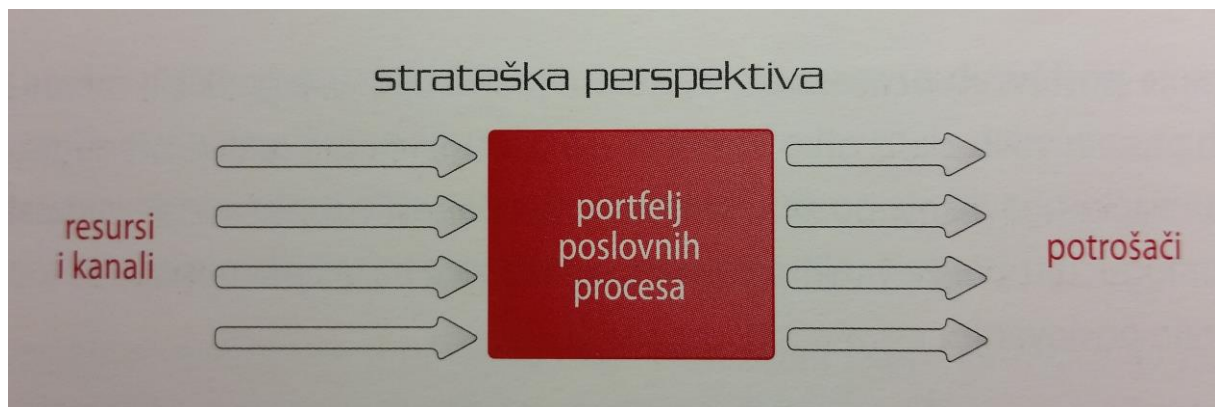 strateška perspektiva
resursi
i kanali
portfelj
poslovnih
procesa
potrošači